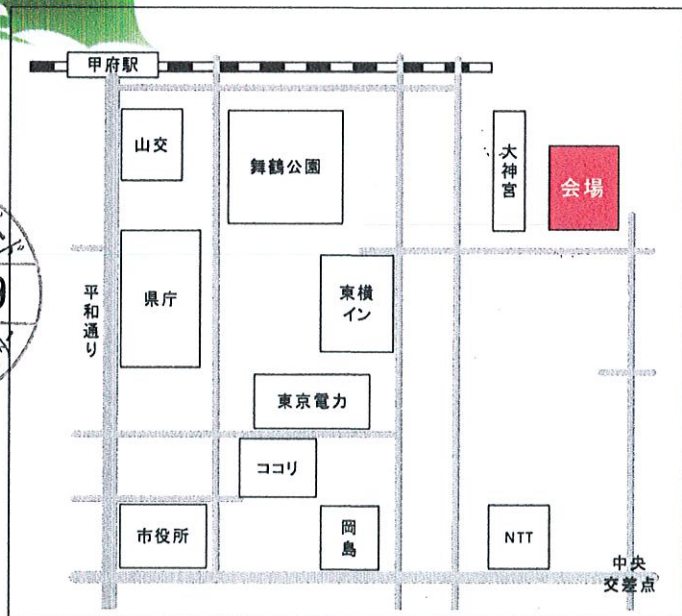 甲府駅
山交
舞鶴公園
大神宮
会場
県庁
平和通り
東横
イン
東京電力
ココリ
市役所
岡島
NTT
中央
交差点